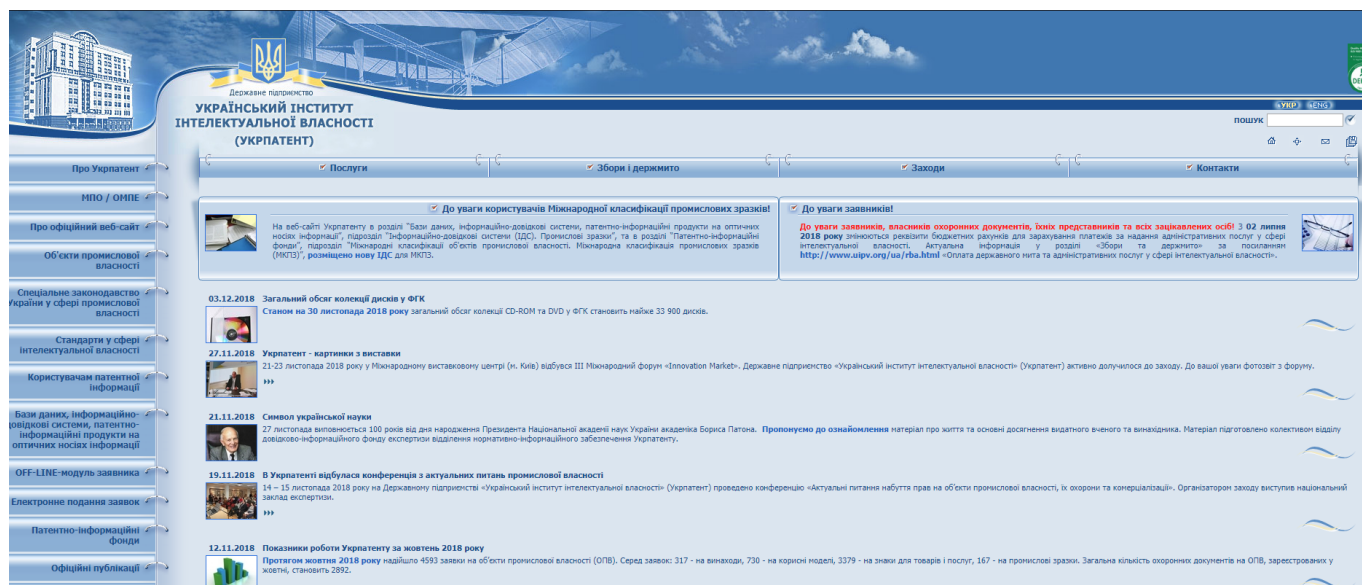 Державне підприємство
УКРАЇНСЬКИЙ ІНСТИТУТ
ІНТЕЛЕКТУАЛЬНОЇ ВЛАСНОСТІ
(УКРПАТЕНТ)
УКР ENG
пошук
Послуги Збори і держмито Заходи Контакти
Про Укрпатент
МПО / ОМПЕ
Про офіційний веб-сайт
Об'єкти промислової
власності
Спеціальне законодавство
України у сфері промислової
власності
Стандарти у сфері
інтелектуальної власності
Користувачам патентної
інформації
Бази даних, інформаційно-
довідкові системи, патентно-
інформаційні продукти на
оптичних носіях інформації
OFF-LINE-модуль заявника
Електронне подання заявок
Патентно-інформаційні
фонди
Офіційні публікації
До уваги користувачів Міжнародної класифікації промислових зразків!
На веб-сайті Укрпатенту в розділі "Бази даних, інформаційно-довідкові системи, патентно-інформаційні продукти на оптичних
носіях інформації", підрозділ "Інформаційно-довідкові системи (ІДС). Промислові зразки", та в розділі "Патентно-інформаційні
фонди", підрозділ "Міжнародні класифікації об'єктів промислової власності. Міжнародна класифікація промислових зразків
(МКПЗ)", розміщено нову ІДС для МКПЗ.
До уваги заявників!
До уваги заявників, власників охоронних документів, їхніх представників та всіх зацікавлених осіб! З 02 липня
2018 року змінюються реквізити бюджетних рахунків для зарахування платежів за надання адміністративних послуг у сфері
інтелектуальної власності. Актуальна інформація у розділі «Збори та держмито» за посиланням
http://www.uipv.org/ua/rba.html «Оплата державного мита та адміністративних послуг у сфері інтелектуальної власності».
03.12.2018 Загальний обсяг колекції дисків у ФГК
Станом на 30 листопада 2018 року загальний обсяг колекції CD-ROM та DVD у ФГК становить майже 33 900 дисків.
27.11.2018 Укрпатент - картинки з виставки
21-23 листопада 2018 року у Міжнародному виставковому центрі (м. Київ) відбувся III Міжнародний форум «Innovation Market». Державне підприємство «Український інститут інтелектуальної власності» (Укрпатент) активно долучилося до заходу. До вашої уваги фотозвіт з форуму.
21.11.2018 Символ української науки
27 листопада виповнюється 100 років від дня народження Президента Національної академії наук України академіка Бориса Патона. Пропонуємо до ознайомлення матеріал про життя та основні досягнення видатного вченого та винахідника. Матеріал підготовлено колективом відділу
довідково-інформаційного фонду експертизи відділення нормативно-інформаційного забезпечення Укрпатенту.
19.11.2018 В Укрпатенті відбулася конференція з актуальних питань промислової власності
14 – 15 листопада 2018 року на Державному підприємстві «Український інститут інтелектуальної власності» (Укрпатент) проведено конференцію «Актуальні питання набуття прав на об'єкти промислової власності, їх охорони та комерціалізації». Організатором заходу виступив національний
заклад експертизи.
12.11.2018 Показники роботи Укрпатенту за жовтень 2018 року
Протягом жовтня 2018 року надійшло 4593 заявки на об'єкти промислової власності (ОПВ). Серед заявок: 317 - на винаходи, 730 - на корисні моделі, 3379 - на знаки для товарів і послуг, 167 - на промислові зразки. Загальна кількість охоронних документів на ОПВ, зареєстрованих у
жовтні, становить 2892.